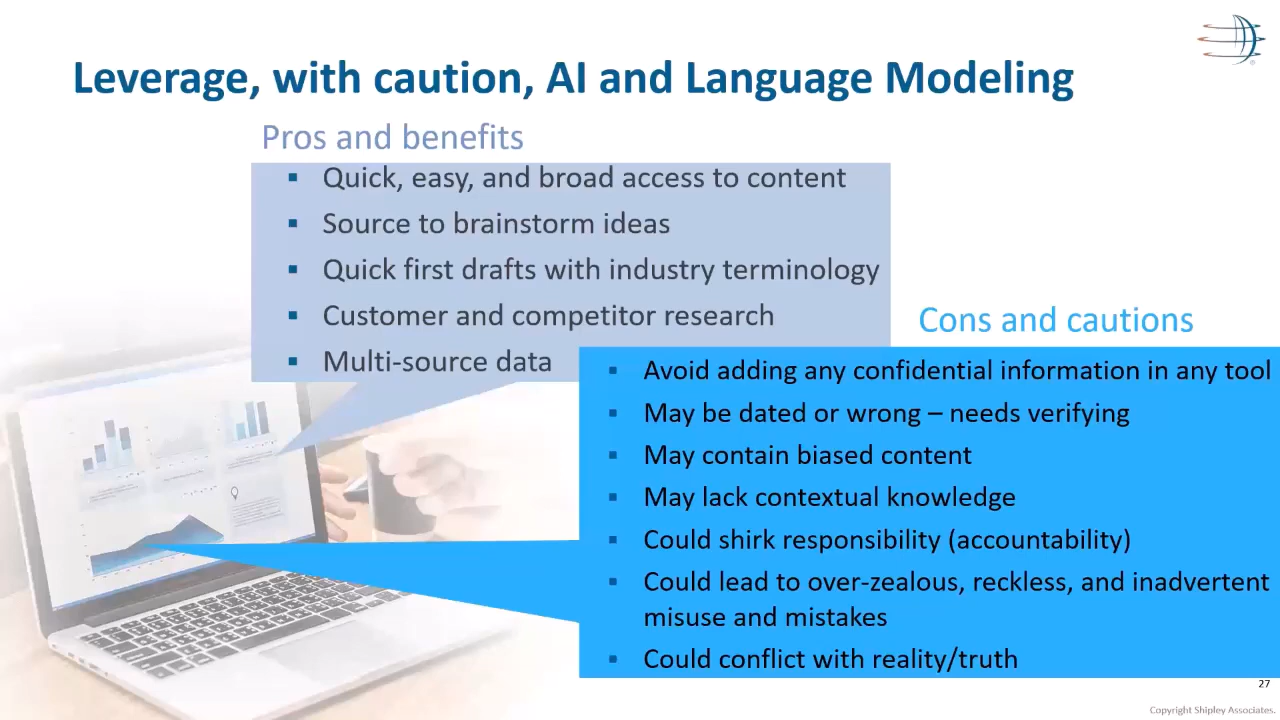 Leverage, with caution, AI and Language Modeling
Pros and benefits
▪ Quick, easy, and broad access to content
▪ Source to brainstorm ideas
▪ Quick first drafts with industry terminology
▪ Customer and competitor research
▪ Multi-source data
Cons and cautions
▪ Avoid adding any confidential information in any tool
▪ May be dated or wrong – needs verifying
▪ May contain biased content
▪ May lack contextual knowledge
▪ Could shirk responsibility (accountability)
▪ Could lead to over-zealous, reckless, and inadvertent
misuse and mistakes
▪ Could conflict with reality/truth
27
Copyright Shipley Associates.